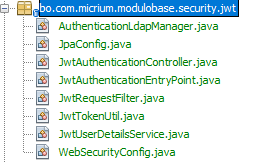 bo.com.micrium.modulobase.security.jwt
AuthenticationLdapManager.java
JpaConfig.java
JwtAuthenticationController.java
JwtAuthenticationEntryPoint.java
JwtRequestFilter.java
JwtTokenUtil.java
JwtUserDetailsService.java
WebSecurityConfig.java